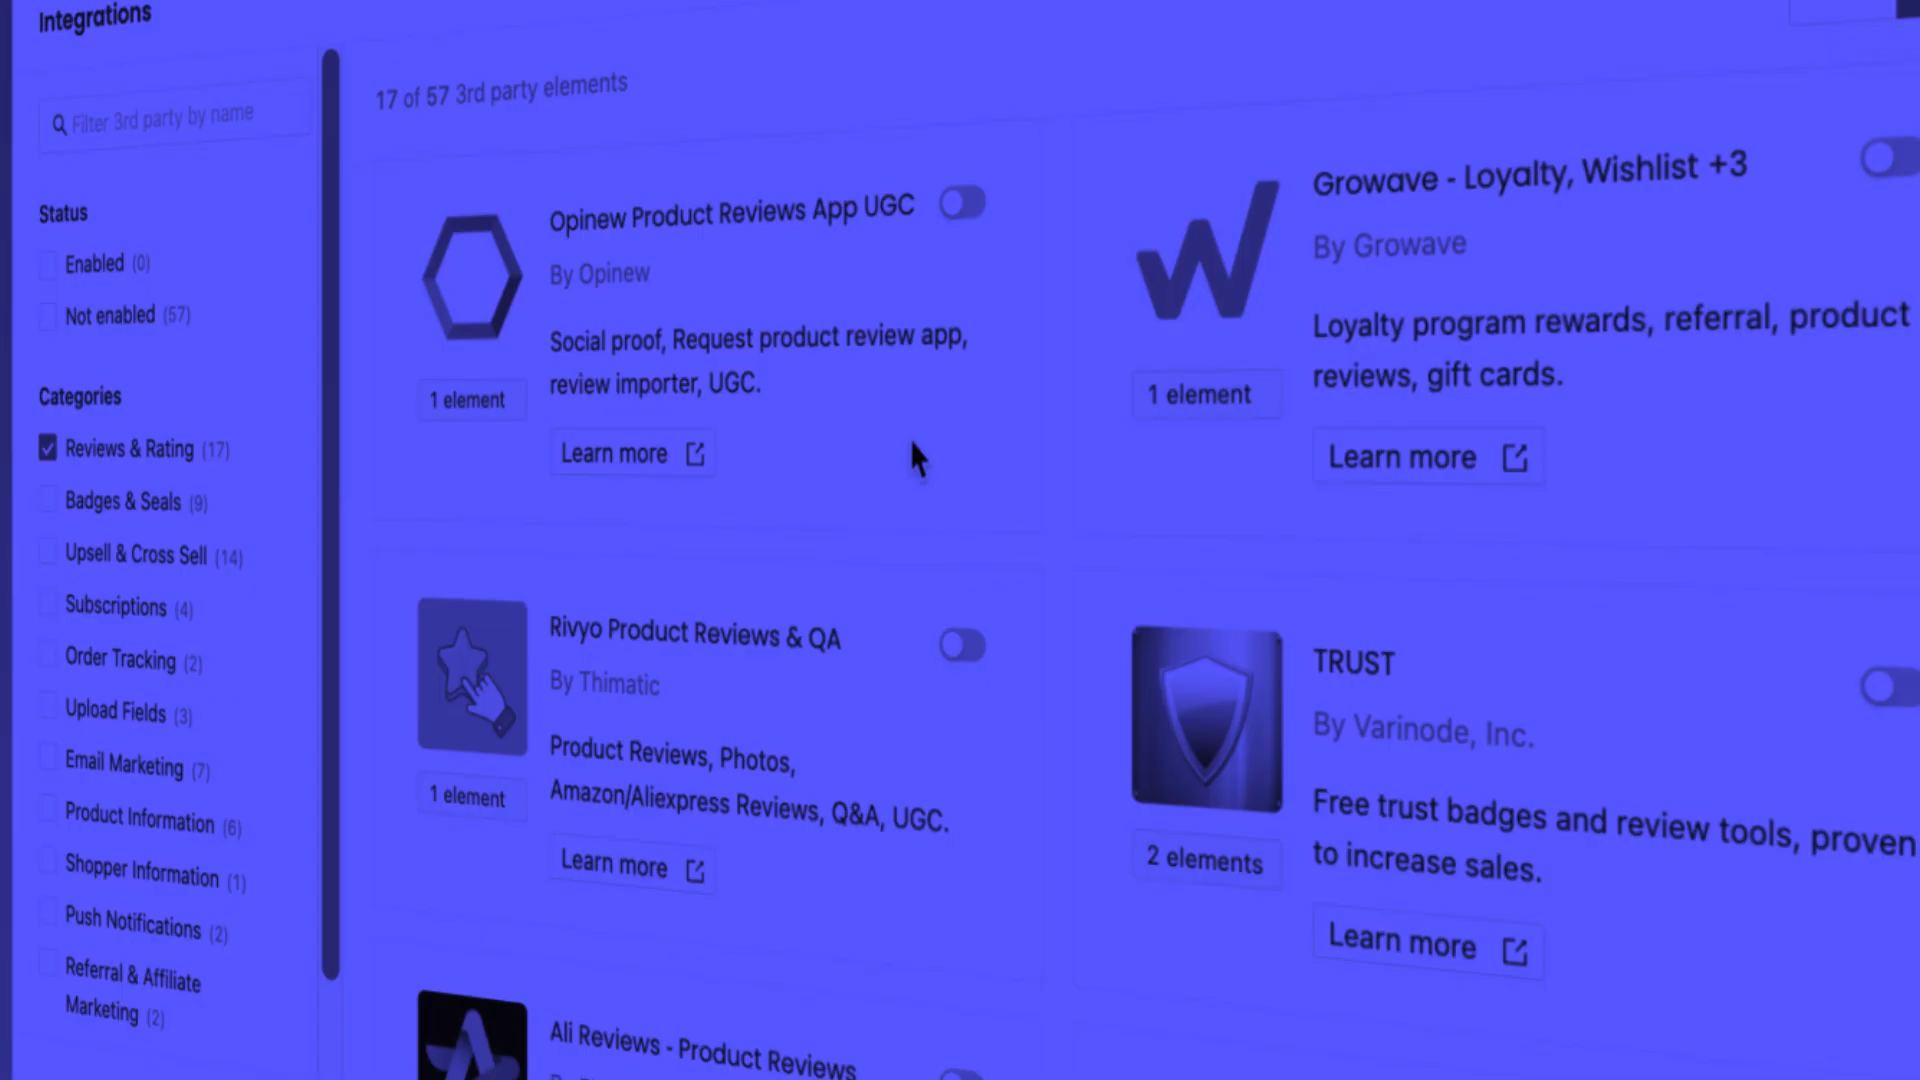 Integrations
Filter 3rd party by name
Status
Enabled (0)
Not enabled (57)
Categories
Reviews & Rating (17)
Badges & Seals (9)
Upsell & Cross Sell (14)
Subscriptions (4)
Order Tracking (2)
Upload Fields (3)
Email Marketing (7)
Product Information (6)
Shopper Information (1)
Push Notifications (2)
Referral & Affiliate
Marketing (2)
17 of 57 3rd party elements
Opinew Product Reviews App UGC
By Opinew
Social proof, Request product review app,
review importer, UGC.
1 element
Learn more
Growave - Loyalty, Wishlist +3
By Growave
Loyalty program rewards, referral, product
reviews, gift cards.
1 element
Learn more
Rivyo Product Reviews & QA
By Thimatic
Product Reviews, Photos,
Amazon/Aliexpress Reviews, Q&A, UGC.
1 element
Learn more
TRUST
By Varinode, Inc.
Free trust badges and review tools, proven
to increase sales.
2 elements
Learn more
Ali Reviews - Product Reviews